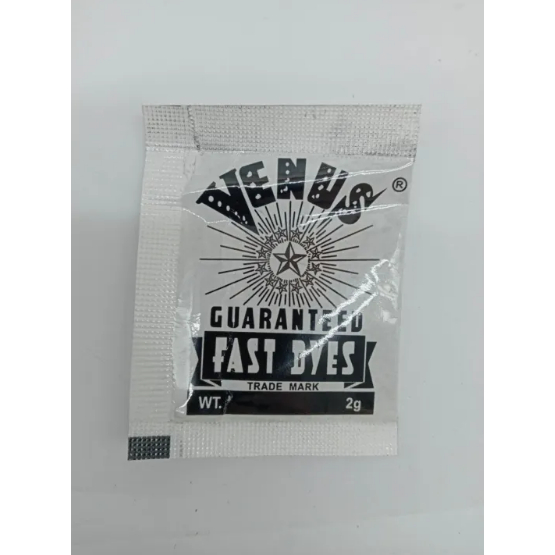 VENUS ®
GUARANTEED
FAST DYES
TRADE MARK
WT. 2g